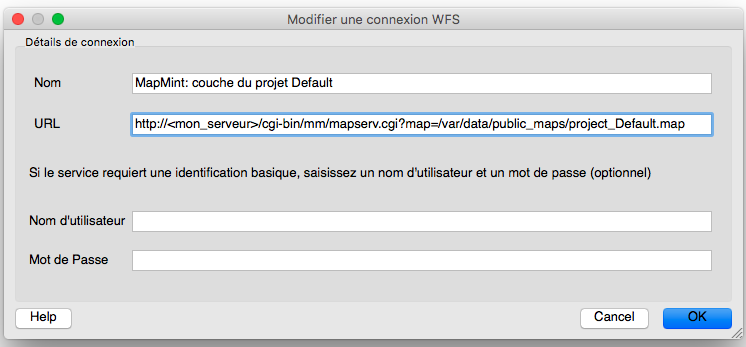 Modifier une connexion WFS
Détails de connexion
Nom
MapMint: couche du projet Default
URL
http://<mon_serveur>/cgi-bin/mm/mapserv.cgi?map=/var/data/public_maps/project_Default.map
Si le service requiert une identification basique, saisissez un nom d'utilisateur et un mot de passe (optionnel)
Nom d'utilisateur
Mot de Passe
Help
Cancel
OK